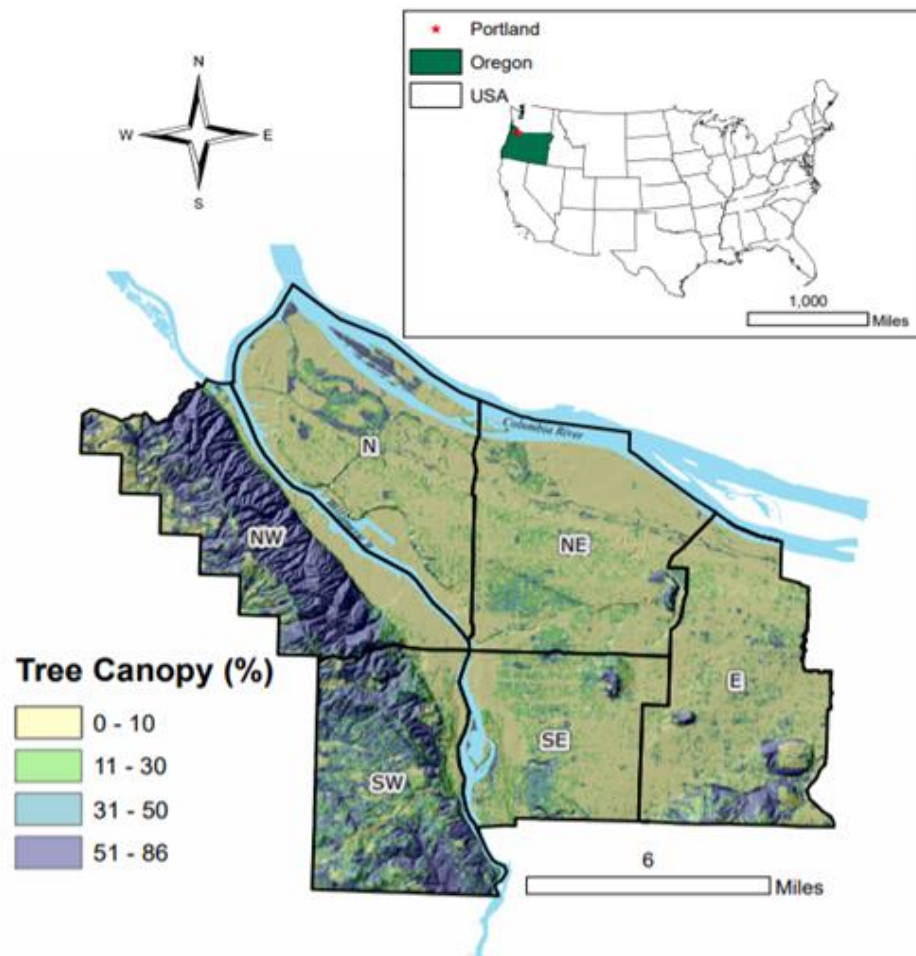 Portland
Oregon
USA
1,000
Miles
N
W E
S
Columbia River
N
NW
NE
E
SE
SW
Tree Canopy (%)
0 - 10
11 - 30
31 - 50
51 - 86
6
Miles